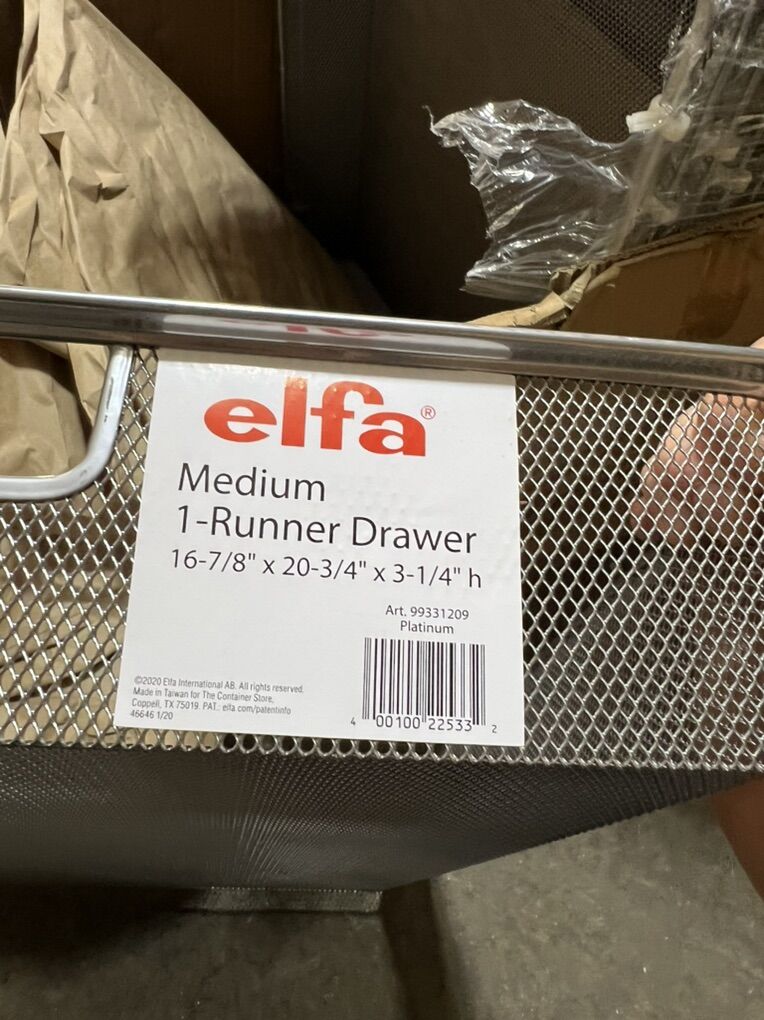 elfa®
Medium
1-Runner Drawer
16-7/8" x 20-3/4" x 3-1/4" h
Art. 99331209
Platinum
©2020 Elfa International AB. All rights reserved.
Made in Taiwan for The Container Store,
Coppell, TX 75019. PAT.: elfa.com/patentinfo
46646 1/20
4 00100 22533 2